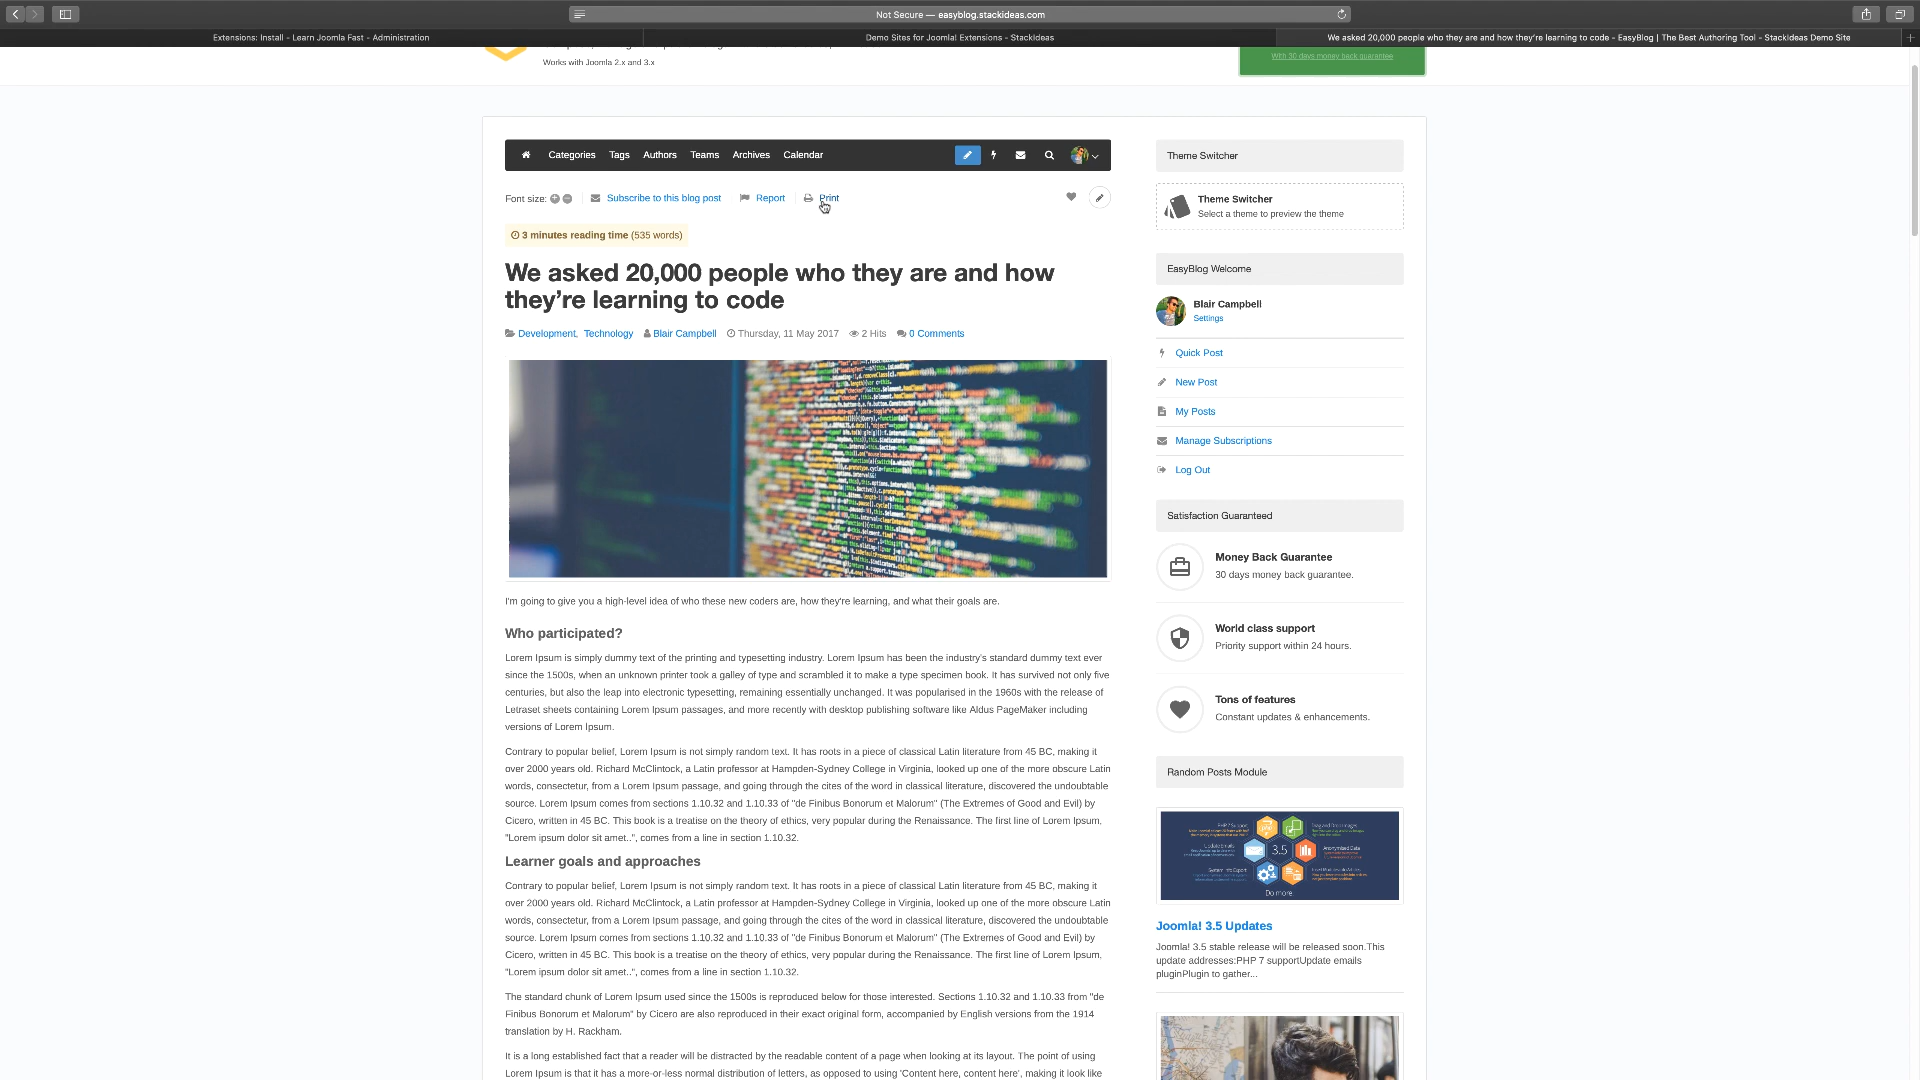 Not Secure — easyblog.stackideas.com
Extensions: Install - Learn Joomla Fast - Administration
Demo Sites for Joomla! Extensions - StackIdeas
We asked 20,000 people who they are and how they're learning to code - EasyBlog | The Best Authoring Tool - Stackideas Demo Site
Works with Joomla 2.x and 3.x
With 30 days money back guarantee
Categories Tags Authors Teams Archives Calendar
Font size: Subscribe to this blog post Report Print
3 minutes reading time (535 words)
We asked 20,000 people who they are and how
they’re learning to code
Development, Technology Blair Campbell Thursday, 11 May 2017 2 Hits 0 Comments
I'm going to give you a high-level idea of who these new coders are, how they're learning, and what their goals are.
Who participated?
Lorem Ipsum is simply dummy text of the printing and typesetting industry. Lorem Ipsum has been the industry's standard dummy text ever
since the 1500s, when an unknown printer took a galley of type and scrambled it to make a type specimen book. It has survived not only five
centuries, but also the leap into electronic typesetting, remaining essentially unchanged. It was popularised in the 1960s with the release of
Letraset sheets containing Lorem Ipsum passages, and more recently with desktop publishing software like Aldus PageMaker including
versions of Lorem Ipsum.
Contrary to popular belief, Lorem Ipsum is not simply random text. It has roots in a piece of classical Latin literature from 45 BC, making it
over 2000 years old. Richard McClintock, a Latin professor at Hampden-Sydney College in Virginia, looked up one of the more obscure Latin
words, consectetur, from a Lorem Ipsum passage, and going through the cites of the word in classical literature, discovered the undoubtable
source. Lorem Ipsum comes from sections 1.10.32 and 1.10.33 of "de Finibus Bonorum et Malorum" (The Extremes of Good and Evil) by
Cicero, written in 45 BC. This book is a treatise on the theory of ethics, very popular during the Renaissance. The first line of Lorem Ipsum,
"Lorem ipsum dolor sit amet..", comes from a line in section 1.10.32.
Learner goals and approaches
Contrary to popular belief, Lorem Ipsum is not simply random text. It has roots in a piece of classical Latin literature from 45 BC, making it
over 2000 years old. Richard McClintock, a Latin professor at Hampden-Sydney College in Virginia, looked up one of the more obscure Latin
words, consectetur, from a Lorem Ipsum passage, and going through the cites of the word in classical literature, discovered the undoubtable
source. Lorem Ipsum comes from sections 1.10.32 and 1.10.33 of "de Finibus Bonorum et Malorum" (The Extremes of Good and Evil) by
Cicero, written in 45 BC. This book is a treatise on the theory of ethics, very popular during the Renaissance. The first line of Lorem Ipsum,
"Lorem ipsum dolor sit amet..", comes from a line in section 1.10.32.
The standard chunk of Lorem Ipsum used since the 1500s is reproduced below for those interested. Sections 1.10.32 and 1.10.33 from "de
Finibus Bonorum et Malorum" by Cicero are also reproduced in their exact original form, accompanied by English versions from the 1914
translation by H. Rackham.
It is a long established fact that a reader will be distracted by the readable content of a page when looking at its layout. The point of using
Lorem Ipsum is that it has a more-or-less normal distribution of letters, as opposed to using 'Content here, content here', making it look like
Theme Switcher
Theme Switcher
Select a theme to preview the theme
EasyBlog Welcome
Blair Campbell
Settings
Quick Post
New Post
My Posts
Manage Subscriptions
Log Out
Satisfaction Guaranteed
Money Back Guarantee
30 days money back guarantee.
World class support
Priority support within 24 hours.
Tons of features
Constant updates & enhancements.
Random Posts Module
PHP 7 Support
Update Emails
Anonymised Data
System Info Export
3.5
Do more.
Joomla! 3.5 Updates
Joomla! 3.5 stable release will be released soon.This
update addresses:PHP 7 supportUpdate emails
pluginPlugin to gather...